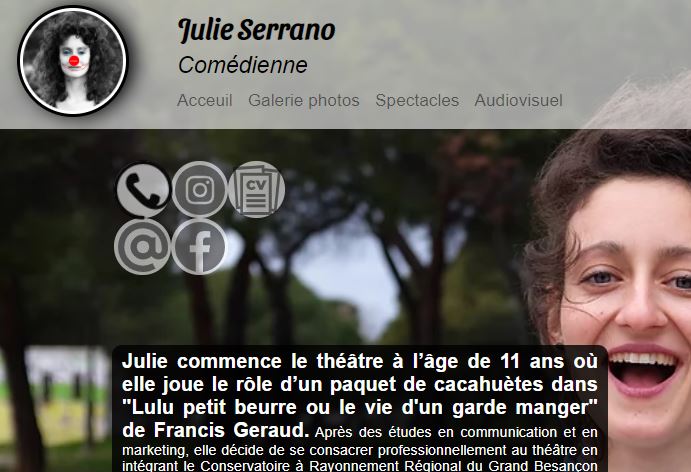 Julie Serrano
Comédienne
Acceuil Galerie photos Spectacles Audiovisuel
CV
@ f
Julie commence le théâtre à l’âge de 11 ans où
elle joue le rôle d’un paquet de cacahuètes dans
"Lulu petit beurre ou le vie d'un garde manger"
de Francis Geraud. Après des études en communication et en
marketing, elle décide de se consacrer professionnellement au théâtre en
intégrant le Conservatoire à Rayonnement Régional du Grand Besançon